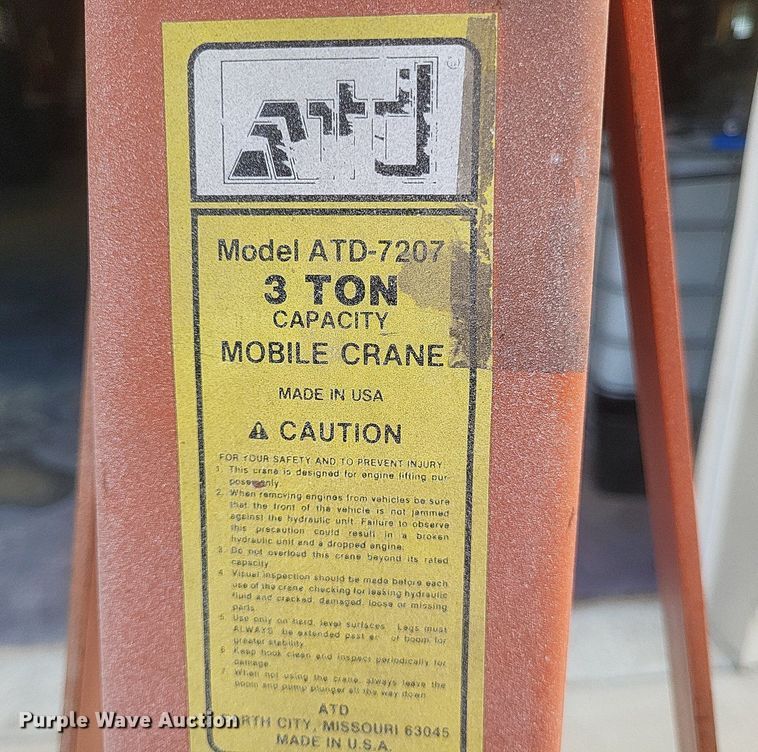 atd
Model ATD-7207
3 TON
CAPACITY
MOBILE CRANE
MADE IN USA
CAUTION
FOR YOUR SAFETY AND TO PREVENT INJURY:
1. This crane is designed for engine lifting pur-
poses only.
2. When removing engines from vehicles be sure
that the front of the vehicle is not jammed
against the hydraulic unit. Failure to observe
this precaution could result in a broken
hydraulic unit and a dropped engine.
3. Do not overload this crane beyond its rated
capacity
4. Visual inspection should be made before each
use of the crane checking for leaking hydraulic
fluid and cracked, damaged, loose or missing
parts.
5. Use only on hard, level surfaces. Legs must
ALWAYS be extended past of boom for
greater stability.
6. Keep hook clean and inspect periodically for
damage.
7. When not using the crane, always leave the
boom and pump plunger all the way down.
ATD
RTH CITY, MISSOURI 63045
MADE IN U.S.A.
Purple Wave Auction